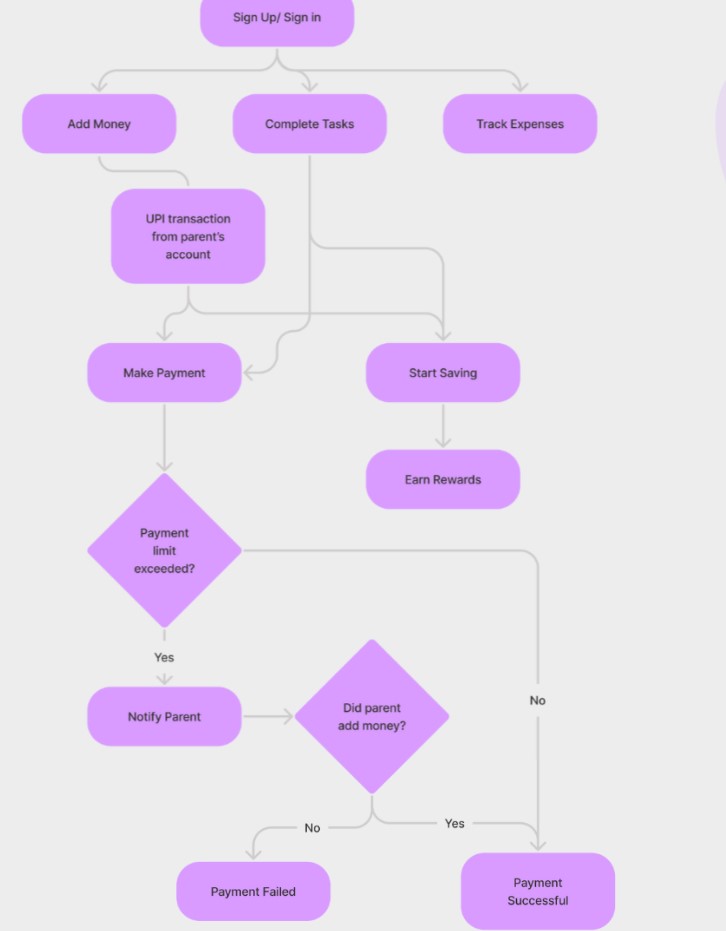 Sign Up/ Sign in
Add Money
Complete Tasks
Track Expenses
UPI transaction
from parent's
account
Make Payment
Start Saving
Earn Rewards
Payment
limit
exceeded?
Yes
No
Notify Parent
Did parent
add money?
No
Yes
Payment Failed
Payment
Successful